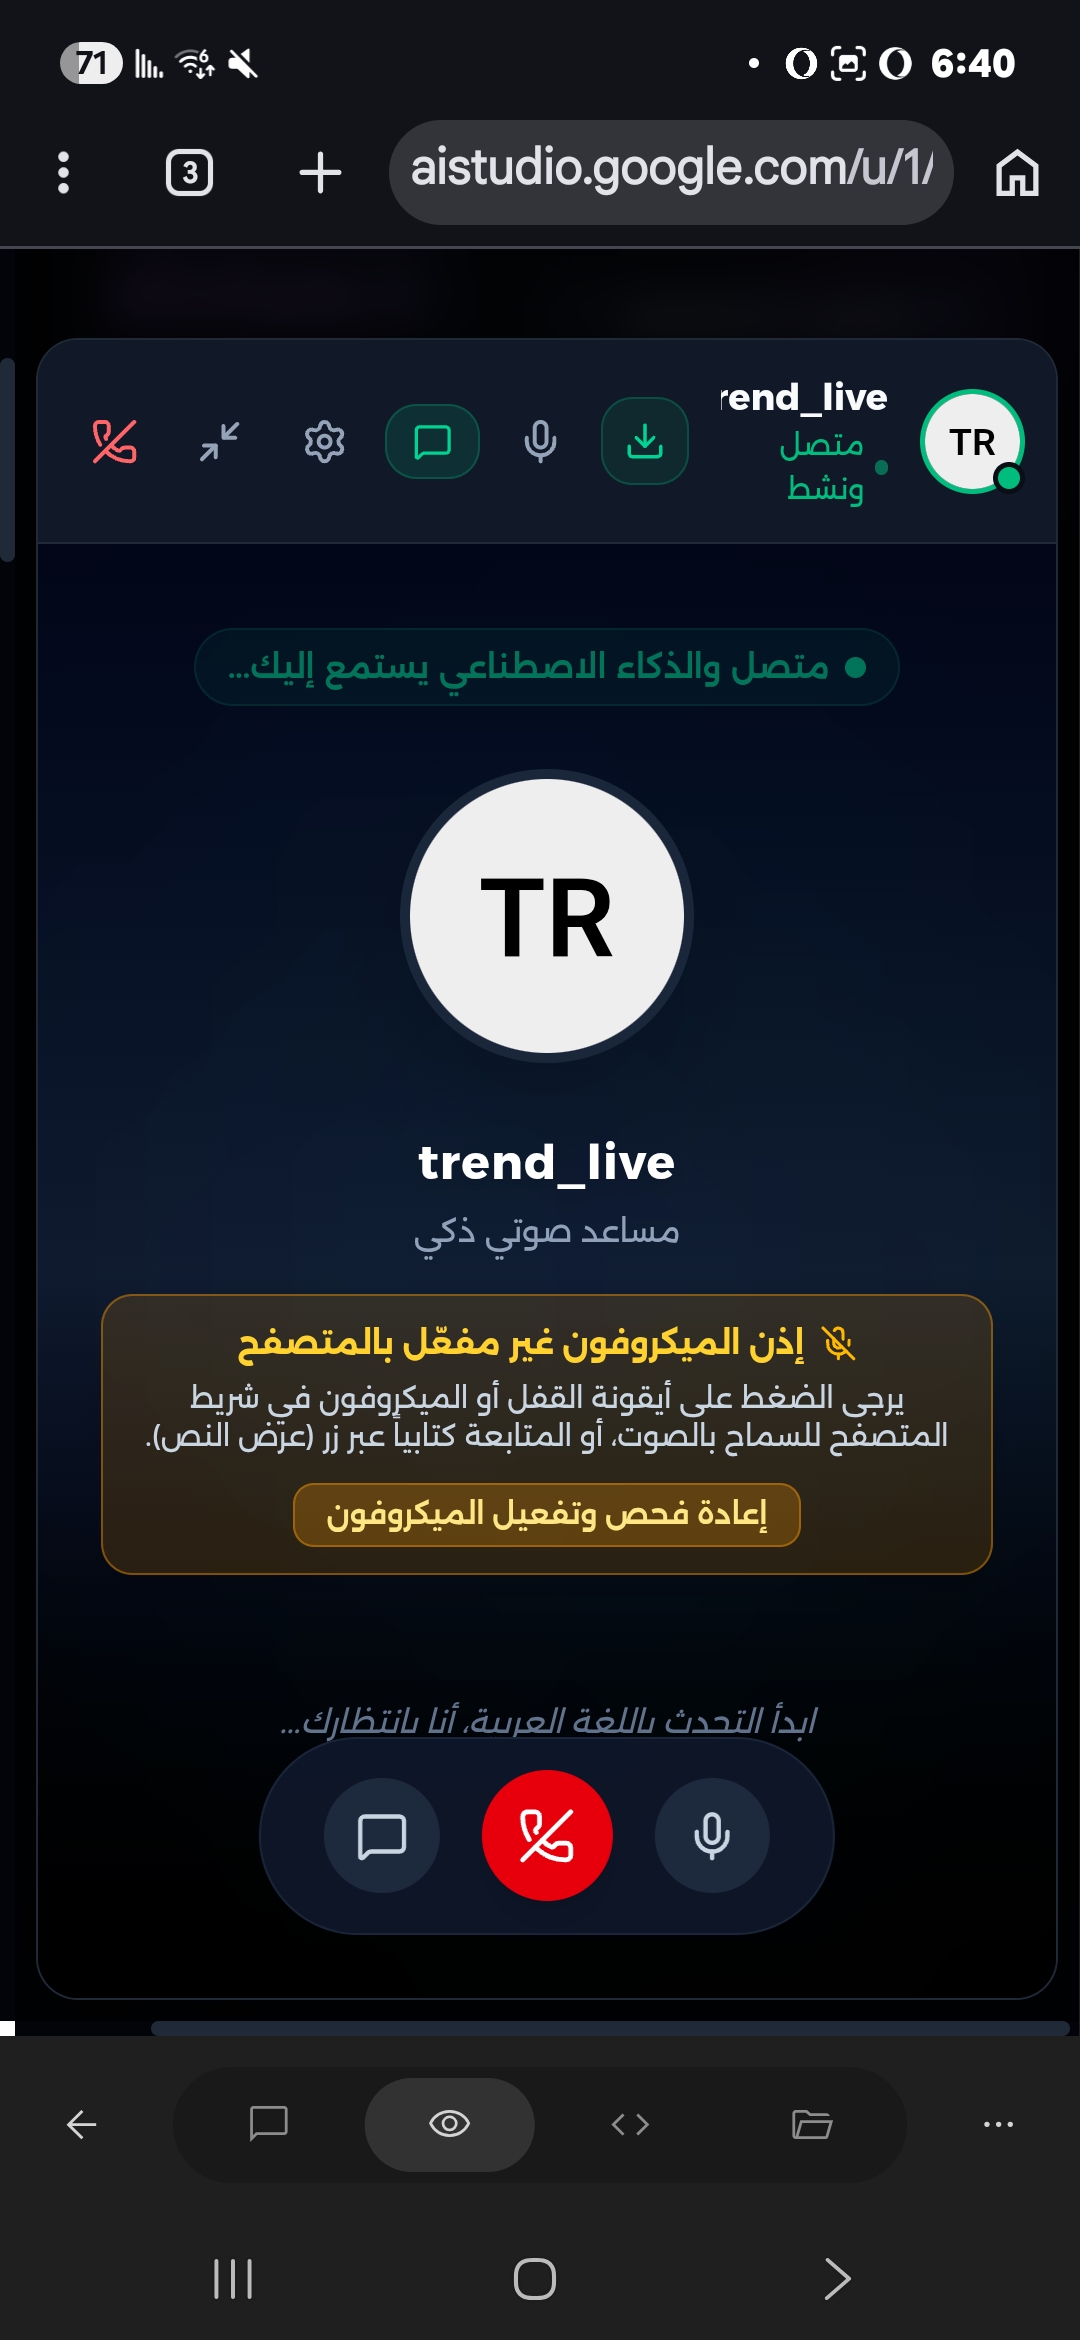 71
6:40
3
aistudio.google.com/u/1/
rend_live
متصل
ونشط
TR
متصل والذكاء الاصطناعي يستمع إليك...
TR
trend_live
مساعد صوتي ذكي
إذن الميكروفون غير مفعّل بالمتصفح
يرجى الضغط على أيقونة القفل أو الميكروفون في شريط
المتصفح للسماح بالصوت، أو المتابعة كتابياً عبر زر (عرض النص).
إعادة فحص وتفعيل الميكروفون
ابدأ التحدث باللغة العربية، أنا بانتظارك...